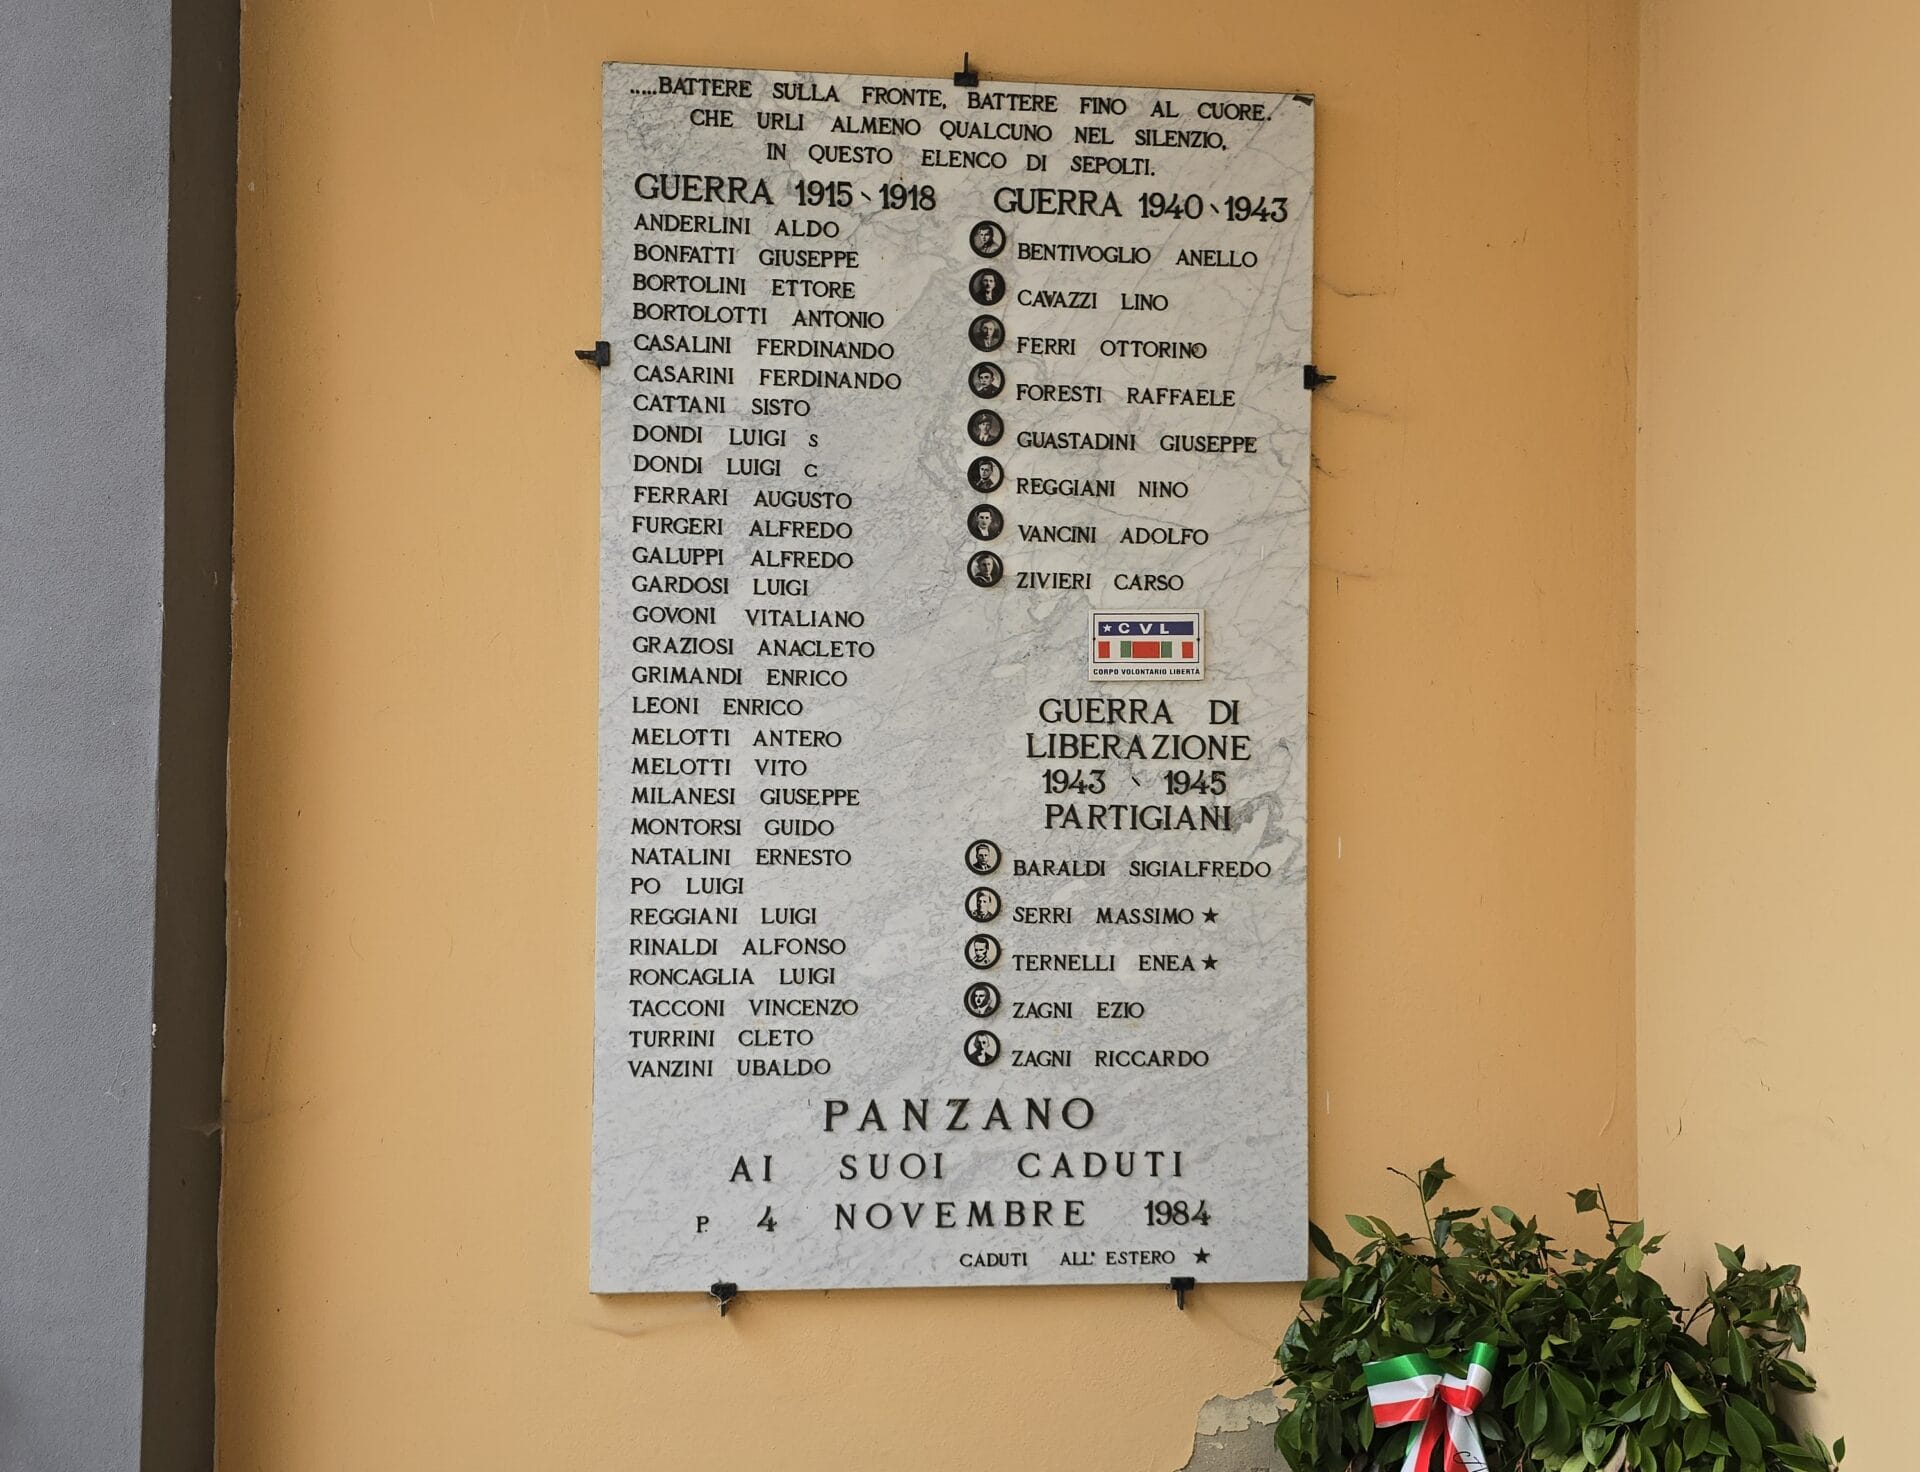 .....BATTERE SULLA FRONTE, BATTERE FINO AL CUORE.
CHE URLI ALMENO QUALCUNO NEL SILENZIO,
IN QUESTO ELENCO DI SEPOLTI.
GUERRA 1915-1918
ANDERLINI ALDO
BONFATTI GIUSEPPE
BORTOLINI ETTORE
BORTOLOTTI ANTONIO
CASALINI FERDINANDO
CASARINI FERDINANDO
CATTANI SISTO
DONDI LUIGI S
DONDI LUIGI C
FERRARI AUGUSTO
FURGERI ALFREDO
GALUPPI ALFREDO
GARDOSI LUIGI
GOVONI VITALIANO
GRAZIOSI ANACLETO
GRIMANDI ENRICO
LEONI ENRICO
MELOTTI ANTERO
MELOTTI VITO
MILANESI GIUSEPPE
MONTORSI GUIDO
NATALINI ERNESTO
PO LUIGI
REGGIANI LUIGI
RINALDI ALFONSO
RONCAGLIA LUIGI
TACCONI VINCENZO
TURRINI CLETO
VANZINI UBALDO
GUERRA 1940-1943
BENTIVOGLIO ANELLO
CAVAZZI LINO
FERRI OTTORINO
FORESTI RAFFAELE
GUASTADINI GIUSEPPE
REGGIANI NINO
VANCINI ADOLFO
ZIVIERI CARSO
★ CVL
CORPO VOLONTARIO LIBERTÀ
GUERRA DI
LIBERAZIONE
1943 - 1945
PARTIGIANI
BARALDI SIGIALFREDO
SERRI MASSIMO ★
TERNELLI ENEA ★
ZAGNI EZIO
ZAGNI RICCARDO
PANZANO
AI SUOI CADUTI
P. 4 NOVEMBRE 1984
CADUTI ALL' ESTERO ★